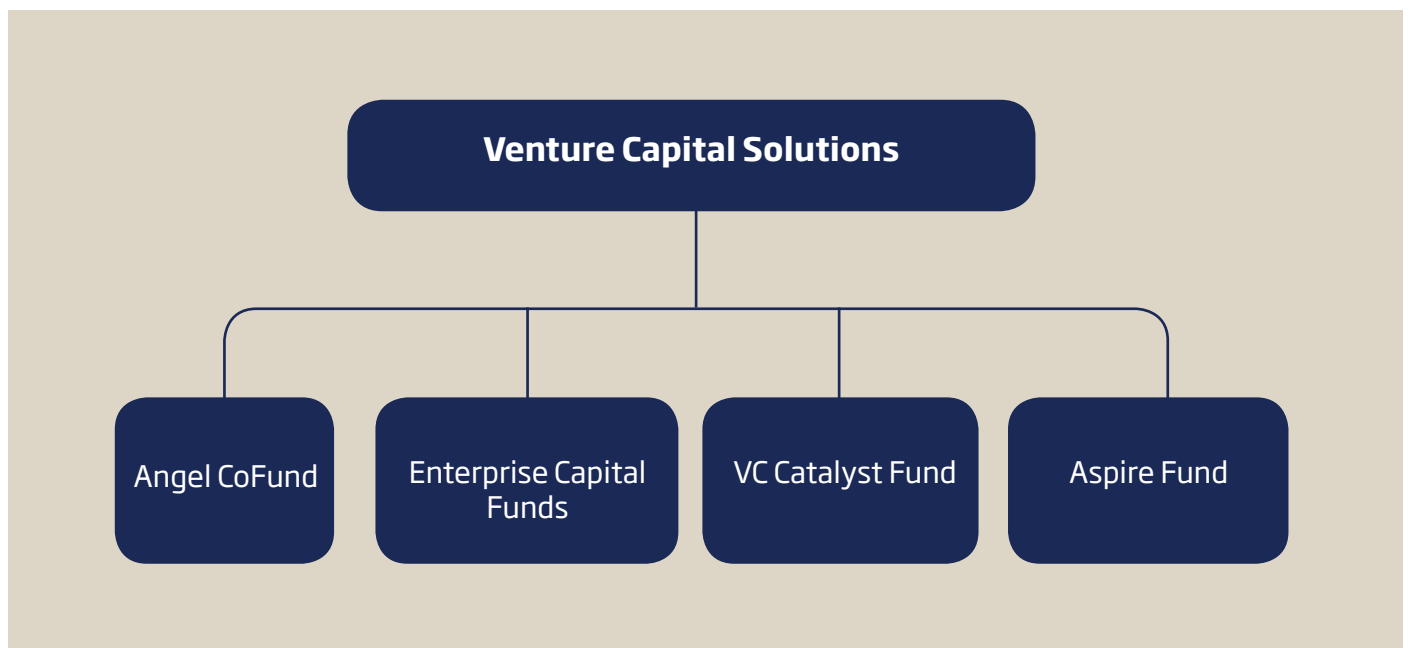 Venture Capital Solutions
Angel CoFund
Enterprise Capital
Funds
VC Catalyst Fund
Aspire Fund